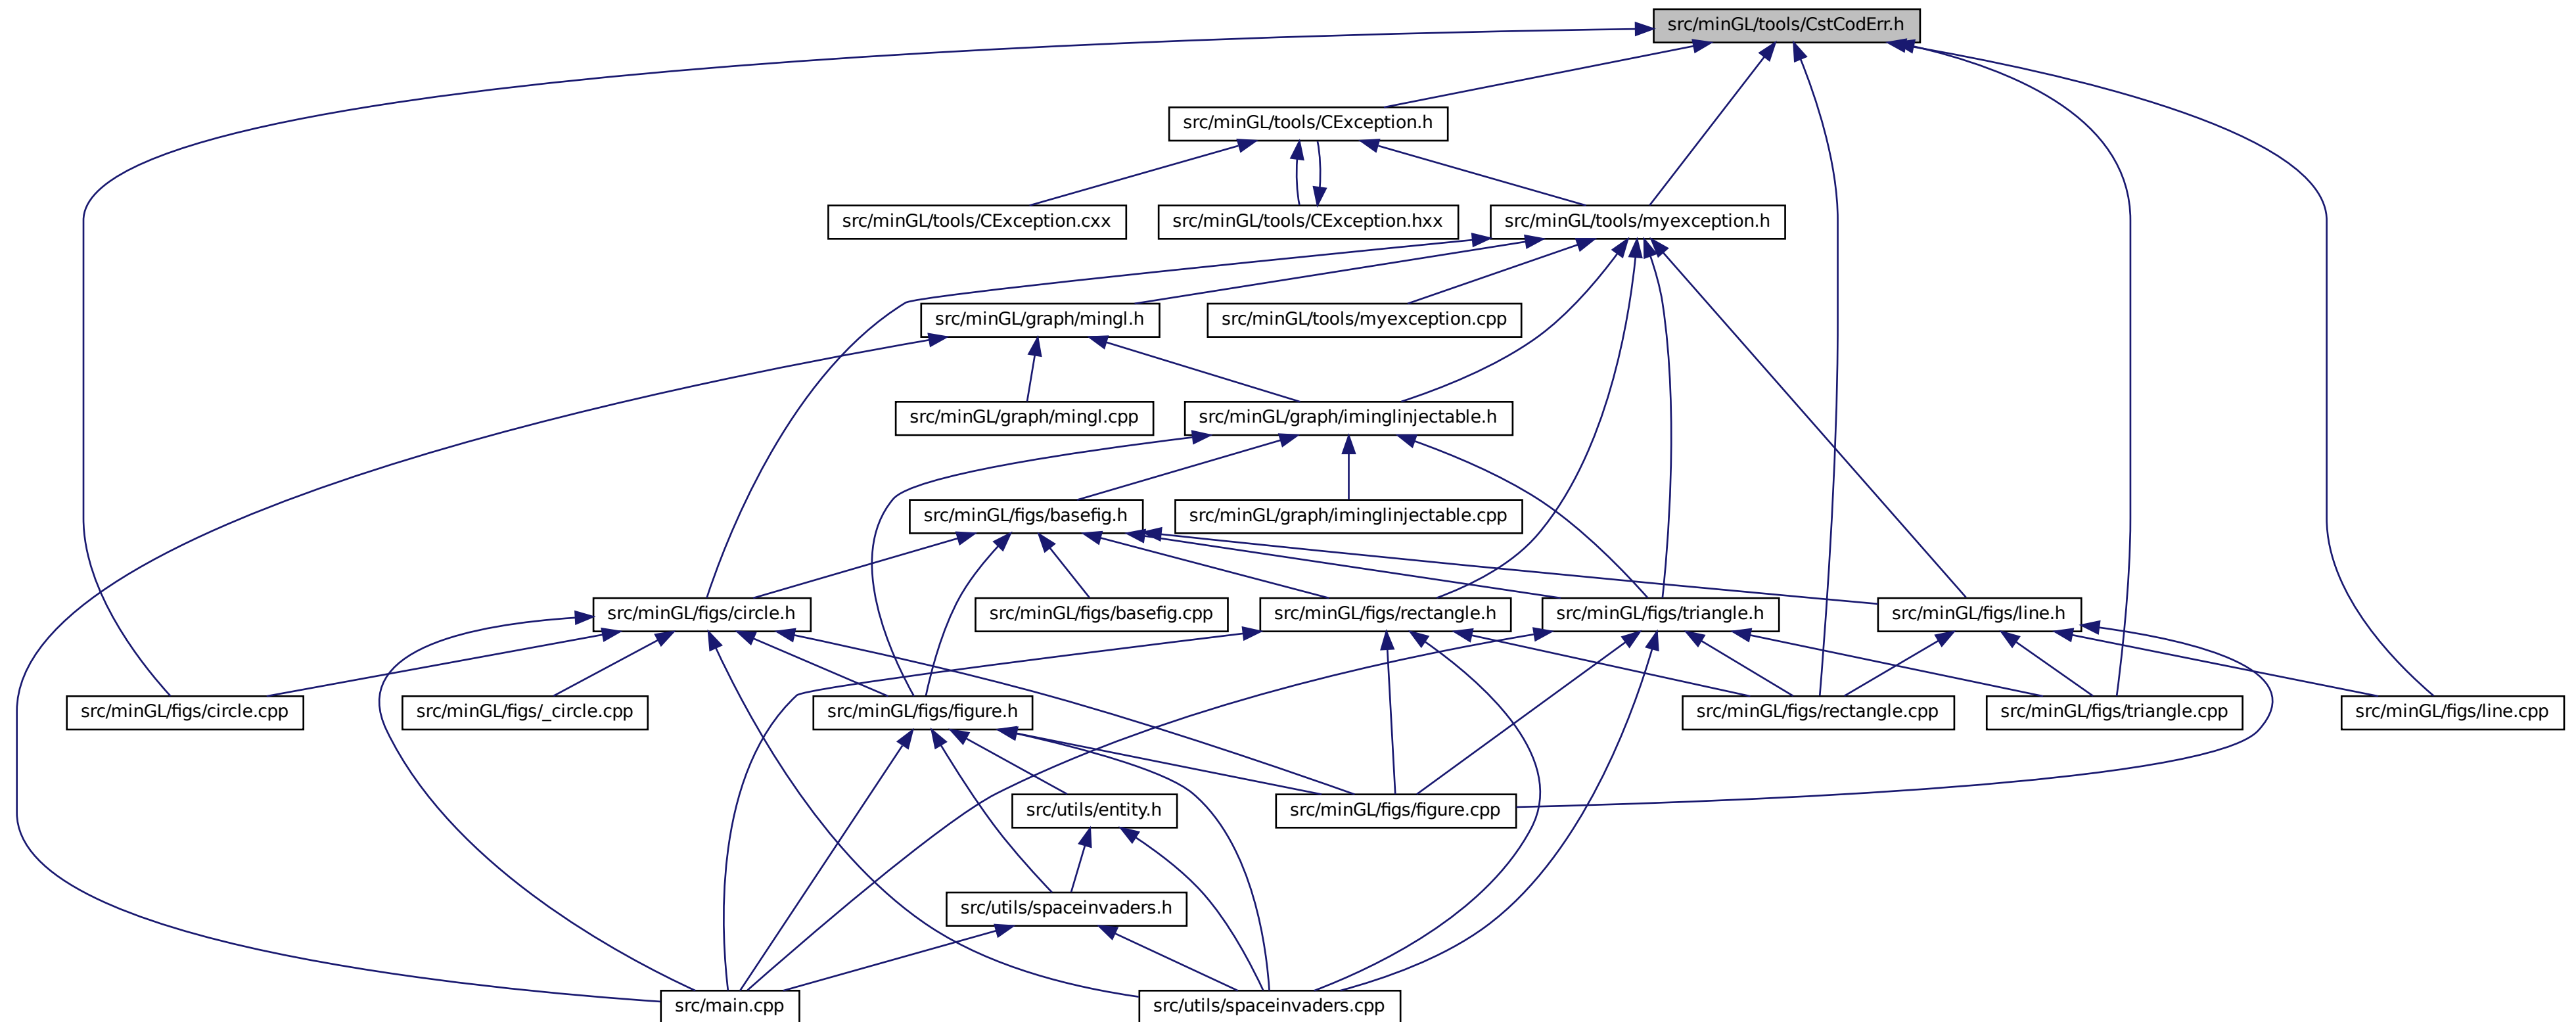 src/minGL/tools/CstCodErr.h
src/minGL/tools/CException.h
src/minGL/tools/CException.cxx
src/minGL/tools/CException.hxx
src/minGL/tools/myexception.h
src/minGL/graph/mingl.h
src/minGL/tools/myexception.cpp
src/minGL/graph/mingl.cpp
src/minGL/graph/iminglinjectable.h
src/minGL/figs/basefig.h
src/minGL/graph/iminglinjectable.cpp
src/minGL/figs/circle.h
src/minGL/figs/basefig.cpp
src/minGL/figs/rectangle.h
src/minGL/figs/triangle.h
src/minGL/figs/line.h
src/minGL/figs/circle.cpp
src/minGL/figs/_circle.cpp
src/minGL/figs/figure.h
src/minGL/figs/rectangle.cpp
src/minGL/figs/triangle.cpp
src/minGL/figs/line.cpp
src/utils/entity.h
src/minGL/figs/figure.cpp
src/utils/spaceinvaders.h
src/main.cpp
src/utils/spaceinvaders.cpp